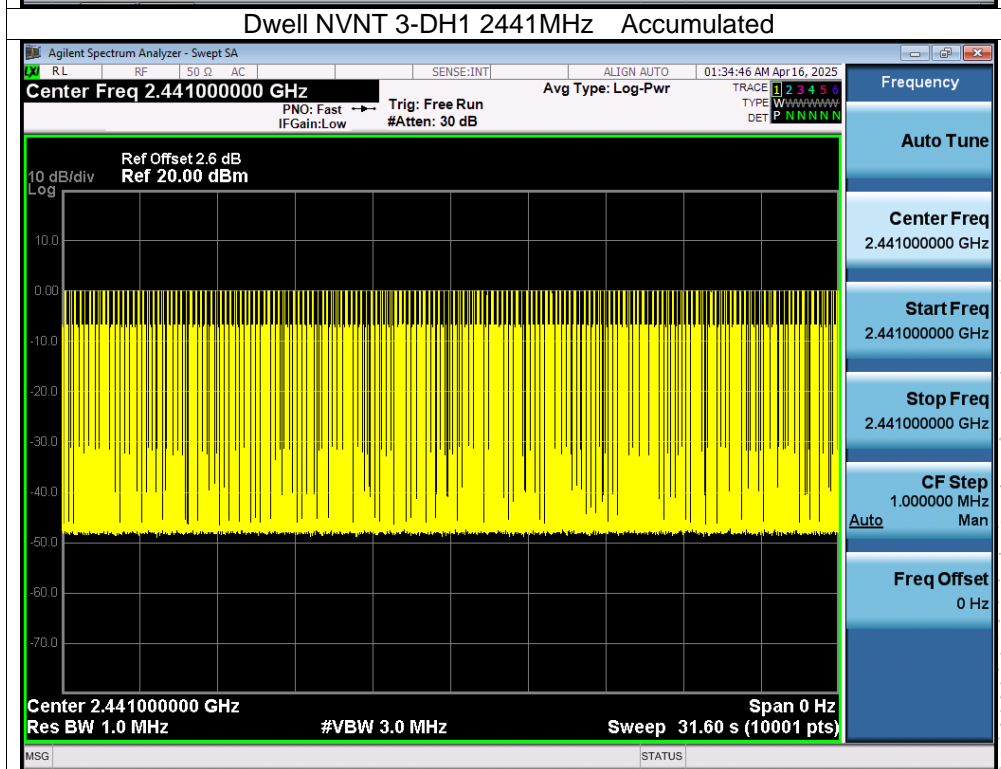 Dwell NVNT 3-DH1 2441MHz Accumulated
Agilent Spectrum Analyzer - Swept SA
LXI RL RF 50 Ω AC SENSE:INT ALIGN AUTO 01:34:46 AM Apr 16, 2025
Center Freq 2.441000000 GHz
PNO: Fast
IFGain:Low
Trig: Free Run
#Atten: 30 dB
Avg Type: Log-Pwr
TRACE 1 2 3 4 5 6
TYPE WWWWWWW
DET P N N N N N
Frequency
Auto Tune
Center Freq
2.441000000 GHz
Start Freq
2.441000000 GHz
Stop Freq
2.441000000 GHz
CF Step
1.000000 MHz
Auto Man
Freq Offset
0 Hz
Ref Offset 2.6 dB
10 dB/div Ref 20.00 dBm
Log
10.0
0.00
-10.0
-20.0
-30.0
-40.0
-50.0
-60.0
-70.0
Center 2.441000000 GHz Span 0 Hz
Res BW 1.0 MHz #VBW 3.0 MHz Sweep 31.60 s (10001 pts)
MSG STATUS